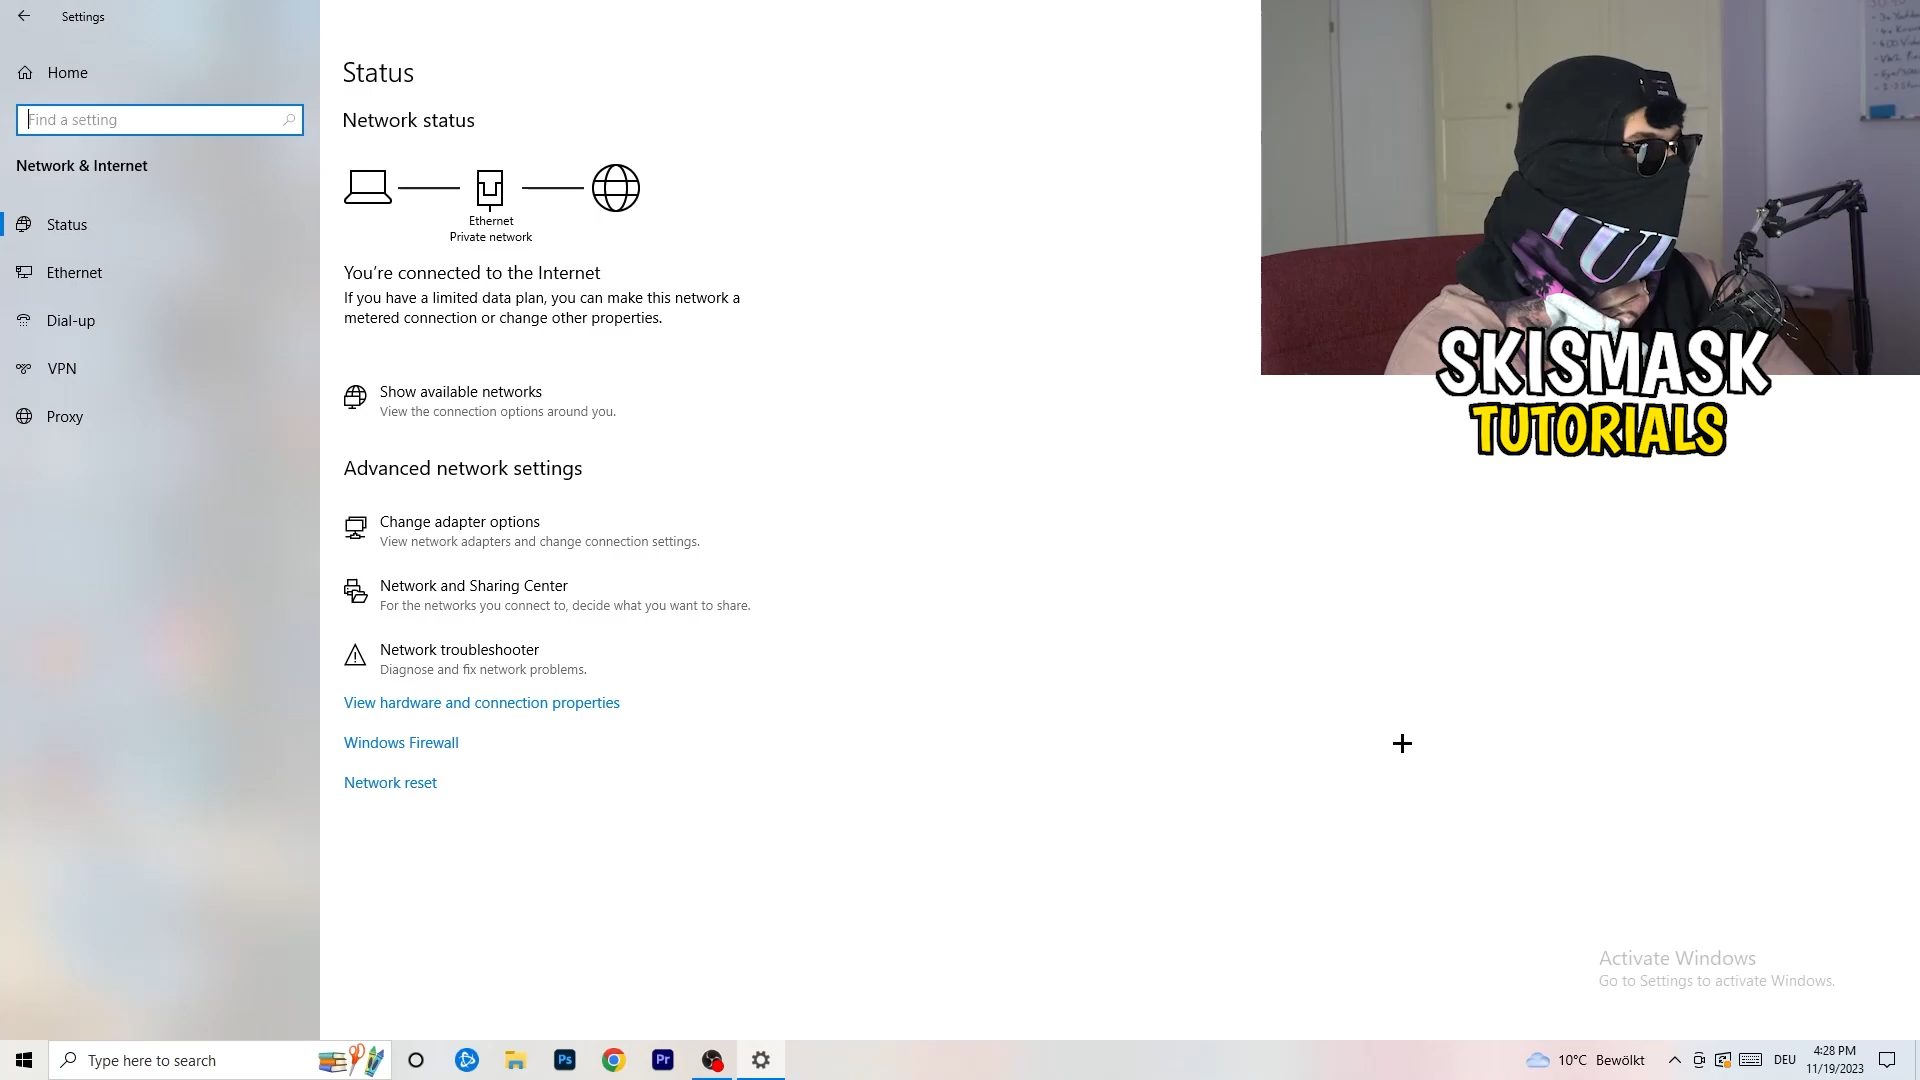 Settings
Home
Find a setting
Network & Internet
Status
Ethernet
Dial-up
VPN
Proxy
Status
Network status
Ethernet
Private network
You're connected to the Internet
If you have a limited data plan, you can make this network a
metered connection or change other properties.
Show available networks
View the connection options around you.
Advanced network settings
Change adapter options
View network adapters and change connection settings.
Network and Sharing Center
For the networks you connect to, decide what you want to share.
Network troubleshooter
Diagnose and fix network problems.
View hardware and connection properties
Windows Firewall
Network reset
SKISMASK
TUTORIALS
Activate Windows
Go to Settings to activate Windows.
Type here to search
Ps
Pr
10°C Bewölkt
DEU
4:28 PM
11/19/2023